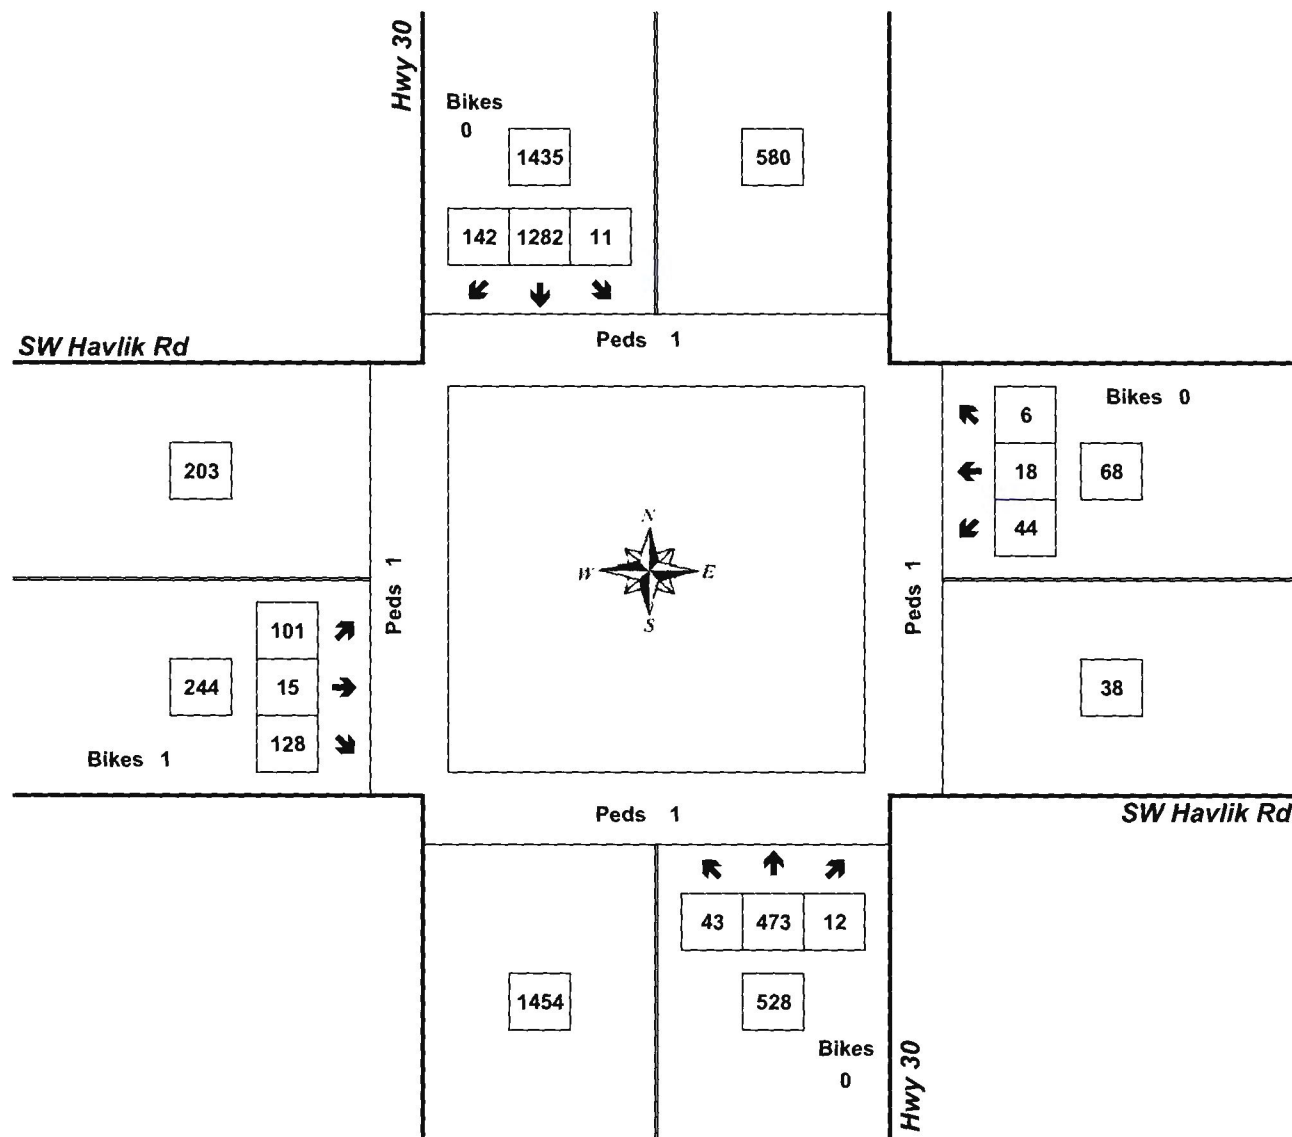 Hwy 30
Bikes
0
1435
580
142 1282 11
Peds 1
SW Havlik Rd
Bikes 0
6
203
18 68
44
N
W E
S
Peds 1
Peds 1
101
244 15
38
128
Bikes 1
Peds 1
SW Havlik Rd
43 473 12
1454
528
Bikes
0
Hwy 30